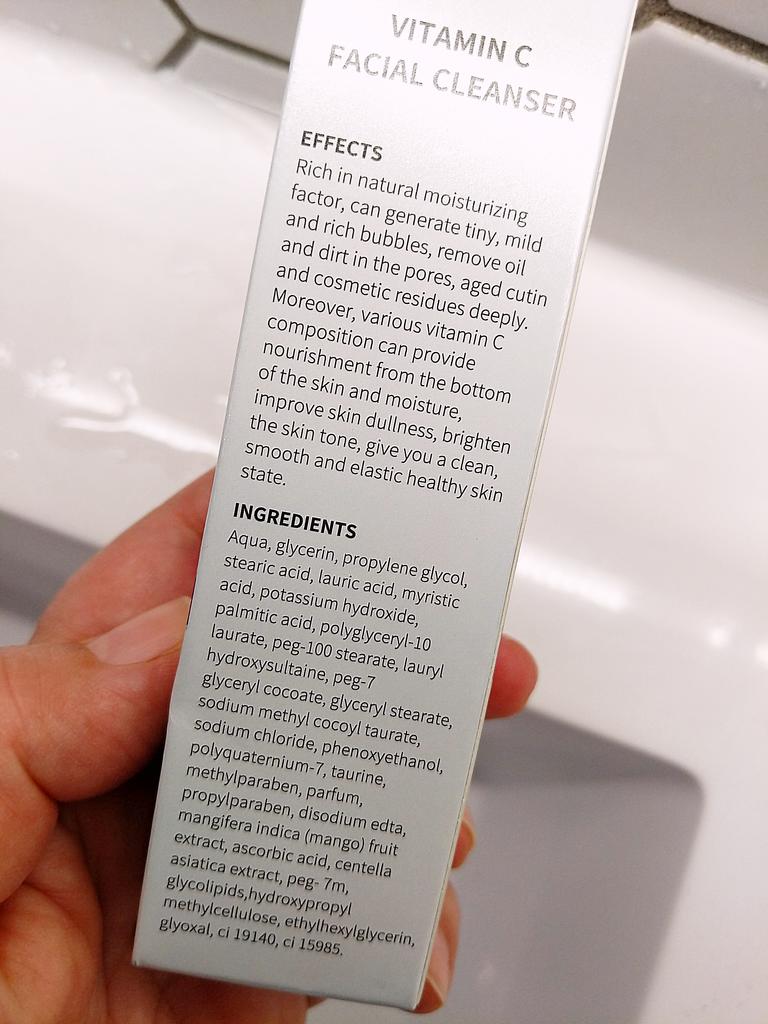 VITAMIN C
FACIAL CLEANSER
EFFECTS
Rich in natural moisturizing
factor, can generate tiny, mild
and rich bubbles, remove oil
and dirt in the pores, aged cutin
and cosmetic residues deeply.
Moreover, various vitamin C
composition can provide
nourishment from the bottom
of the skin and moisture,
improve skin dullness, brighten
the skin tone, give you a clean,
smooth and elastic healthy skin
state.
INGREDIENTS
Aqua, glycerin, propylene glycol,
stearic acid, lauric acid, myristic
acid, potassium hydroxide,
palmitic acid, polyglyceryl-10
laurate, peg-100 stearate, lauryl
hydroxysultaine, peg-7
glyceryl cocoate, glyceryl stearate,
sodium methyl cocoyl taurate,
sodium chloride, phenoxyethanol,
polyquaternium-7, taurine,
methylparaben, parfum,
propylparaben, disodium edta,
mangifera indica (mango) fruit
extract, ascorbic acid, centella
asiatica extract, peg- 7m,
glycolipids,hydroxypropyl
methylcellulose, ethylhexylglycerin,
glyoxal, ci 19140, ci 15985.